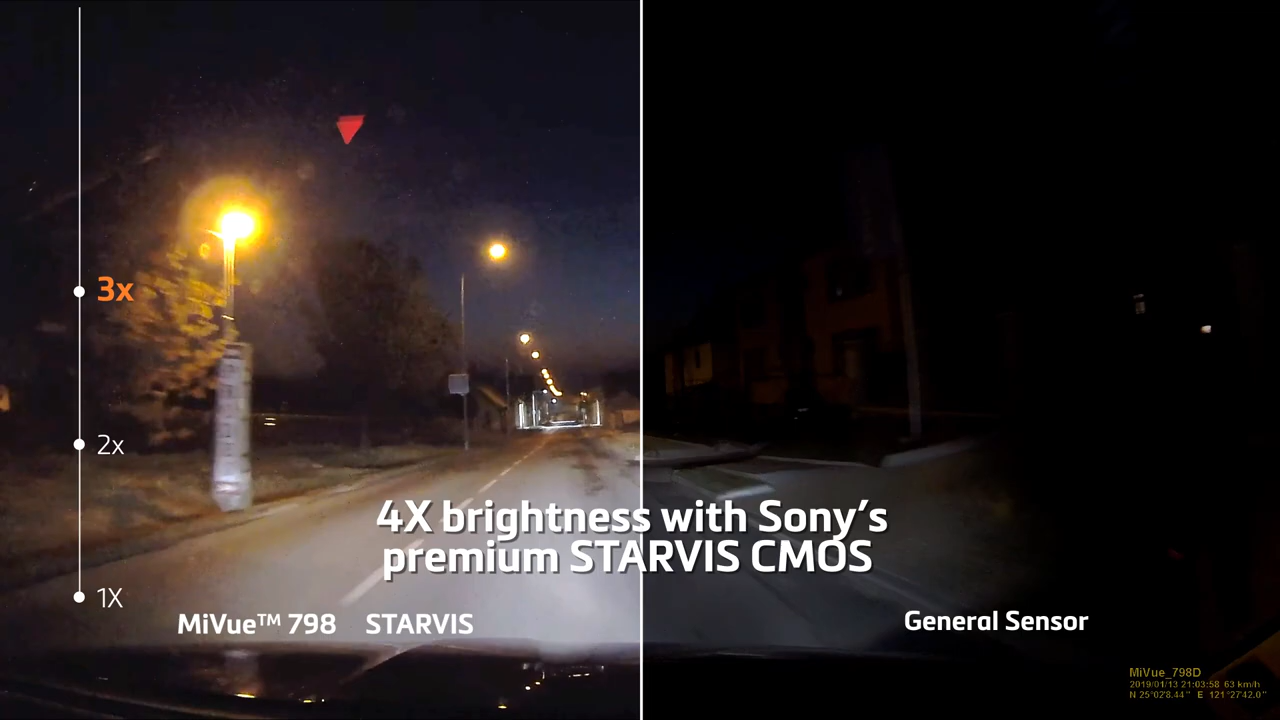 3x
2x
1X
4X brightness with Sony's
premium STARVIS CMOS
MiVue™ 798 STARVIS
General Sensor
MiVue_798D
2019/01/13 21:03:58 63 km/h
N 25°02'8.44" E 121°27'42.0"